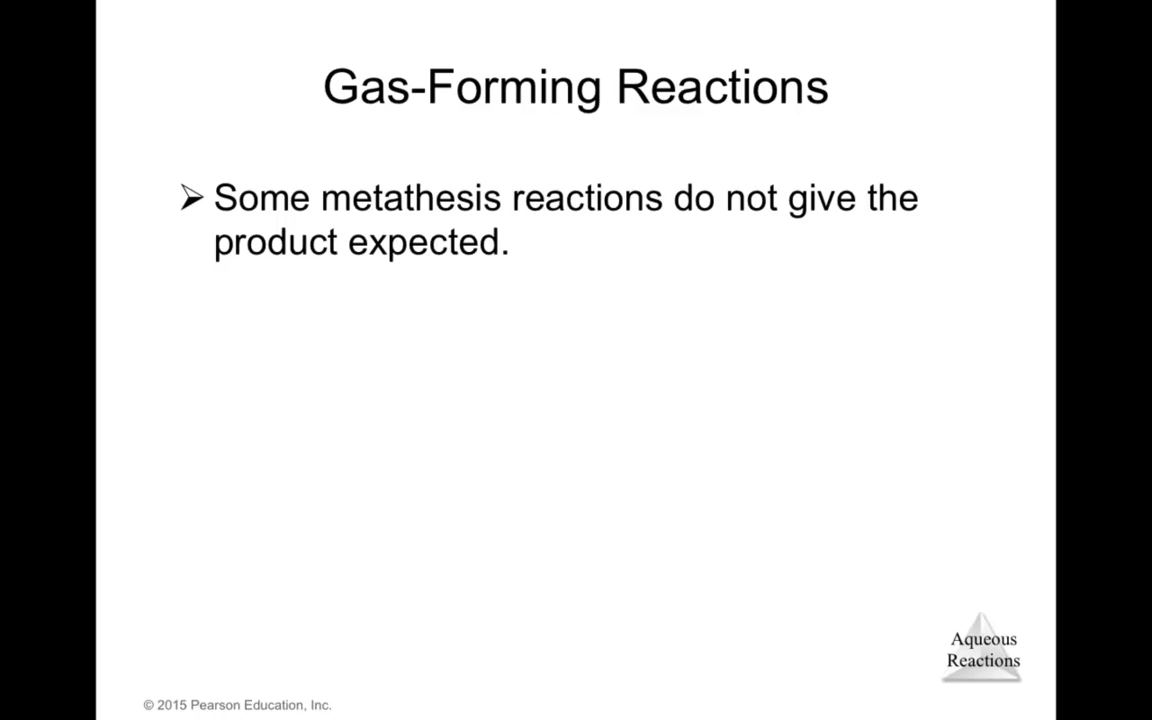 Gas-Forming Reactions
➢ Some metathesis reactions do not give the
product expected.
Aqueous
Reactions
© 2015 Pearson Education, Inc.